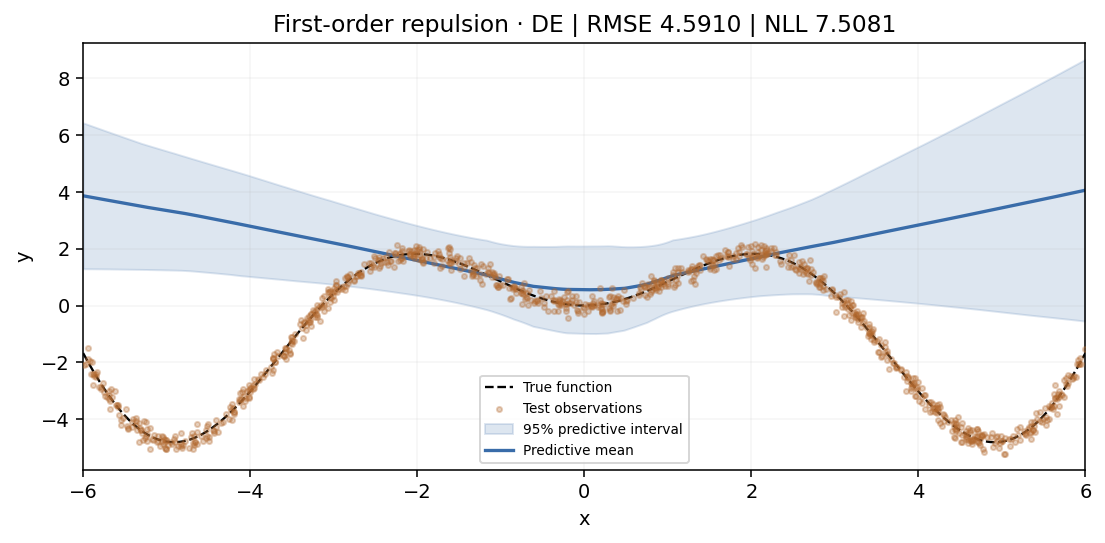 First-order repulsion · DE | RMSE 4.5910 | NLL 7.5081
8
6
4
2
0
−2
−4
y
True function
Test observations
95% predictive interval
Predictive mean
−6
−4
−2
0
2
4
6
x